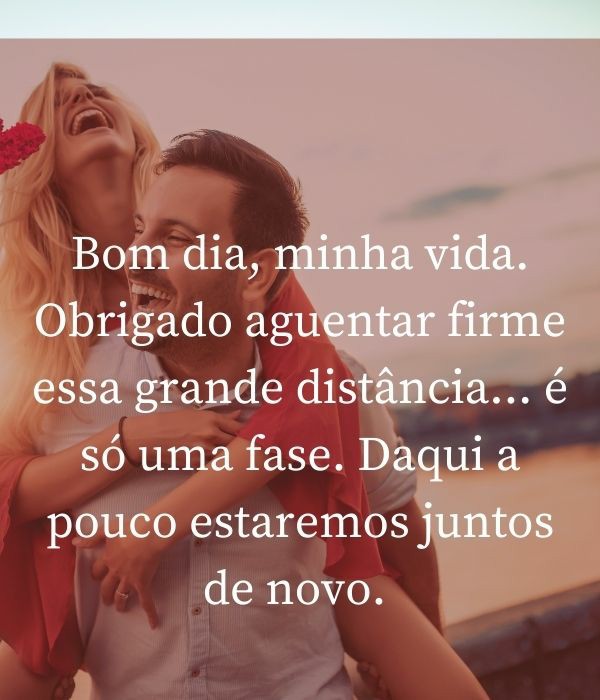 Bom dia, minha vida.
Obrigado aguentar firme
essa grande distância... é
só uma fase. Daqui a
pouco estaremos juntos
de novo.